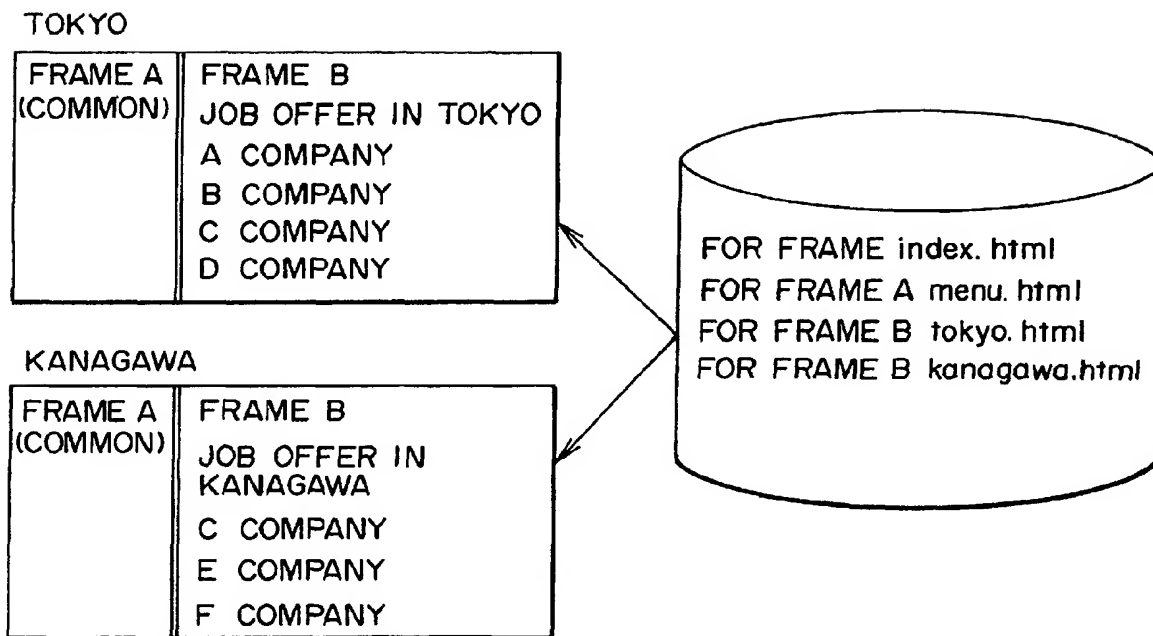 TOKYO
FRAME A
(COMMON)
FRAME B
JOB OFFER IN TOKYO
A COMPANY
B COMPANY
C COMPANY
D COMPANY
KANAGAWA
FRAME A
(COMMON)
FRAME B
JOB OFFER IN
KANAGAWA
C COMPANY
E COMPANY
F COMPANY
FOR FRAME index. html
FOR FRAME A menu. html
FOR FRAME B tokyo. html
FOR FRAME B kanagawa.html